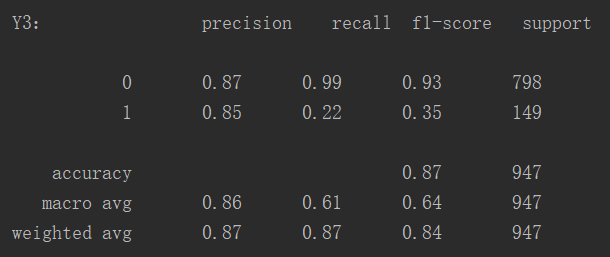 Y3: precision recall f1-score support
0 0.87 0.99 0.93 798
1 0.85 0.22 0.35 149
accuracy 0.87 947
macro avg 0.86 0.61 0.64 947
weighted avg 0.87 0.87 0.84 947